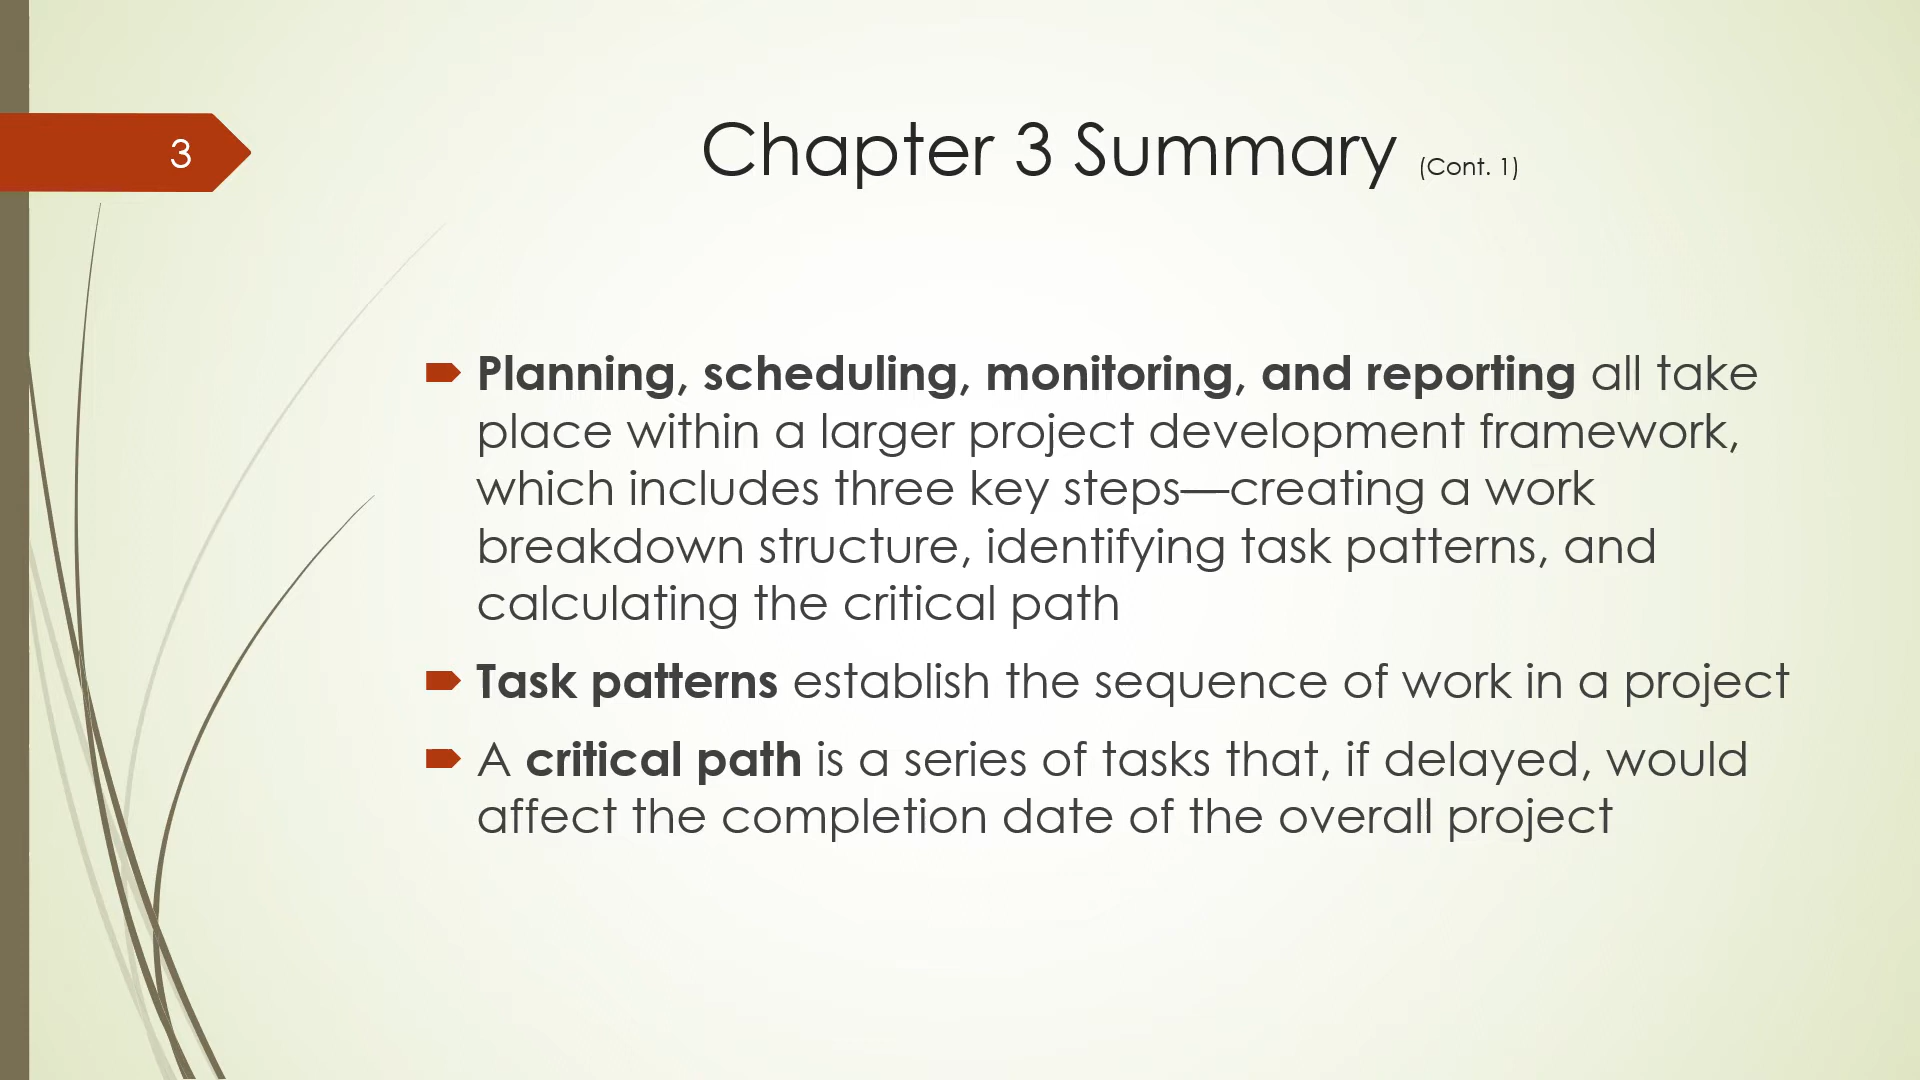 3
Chapter 3 Summary (Cont. 1)
Planning, scheduling, monitoring, and reporting all take
place within a larger project development framework,
which includes three key steps—creating a work
breakdown structure, identifying task patterns, and
calculating the critical path
Task patterns establish the sequence of work in a project
A critical path is a series of tasks that, if delayed, would
affect the completion date of the overall project